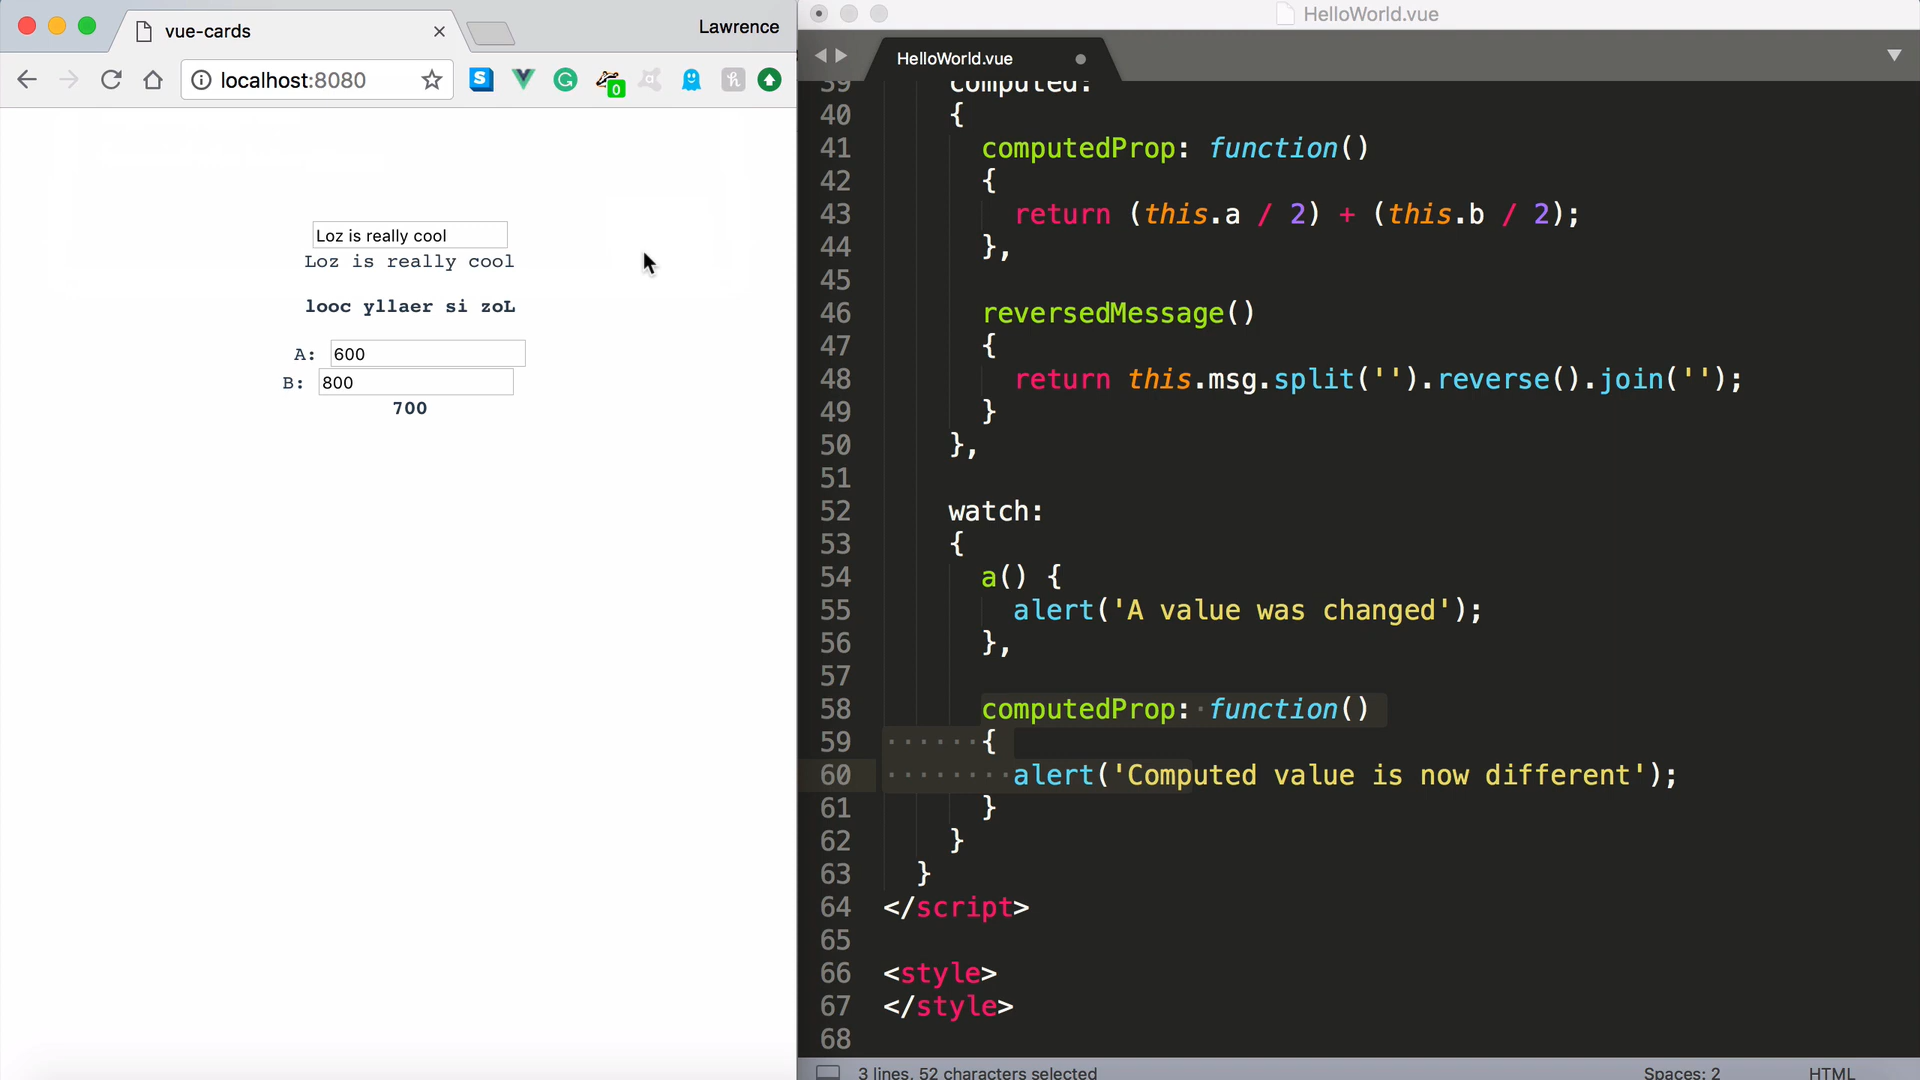 vue-cards
Lawrence
localhost:8080
0
Loz is really cool
Loz is really cool
looc yllaer si zoL
A: 600
B: 800
700
HelloWorld.vue
HelloWorld.vue
39 computed:
40 {
41 computedProp: function()
42 {
43 return (this.a / 2) + (this.b / 2);
44 },
45
46 reversedMessage()
47 {
48 return this.msg.split('').reverse().join('');
49 }
50 },
51
52 watch:
53 {
54 a() {
55 alert('A value was changed');
56 },
57
58 computedProp: function()
59 {
60 alert('Computed value is now different');
61 }
62 }
63 }
64 </script>
65
66 <style>
67 </style>
68
3 lines, 52 characters selected
Spaces: 2
HTML